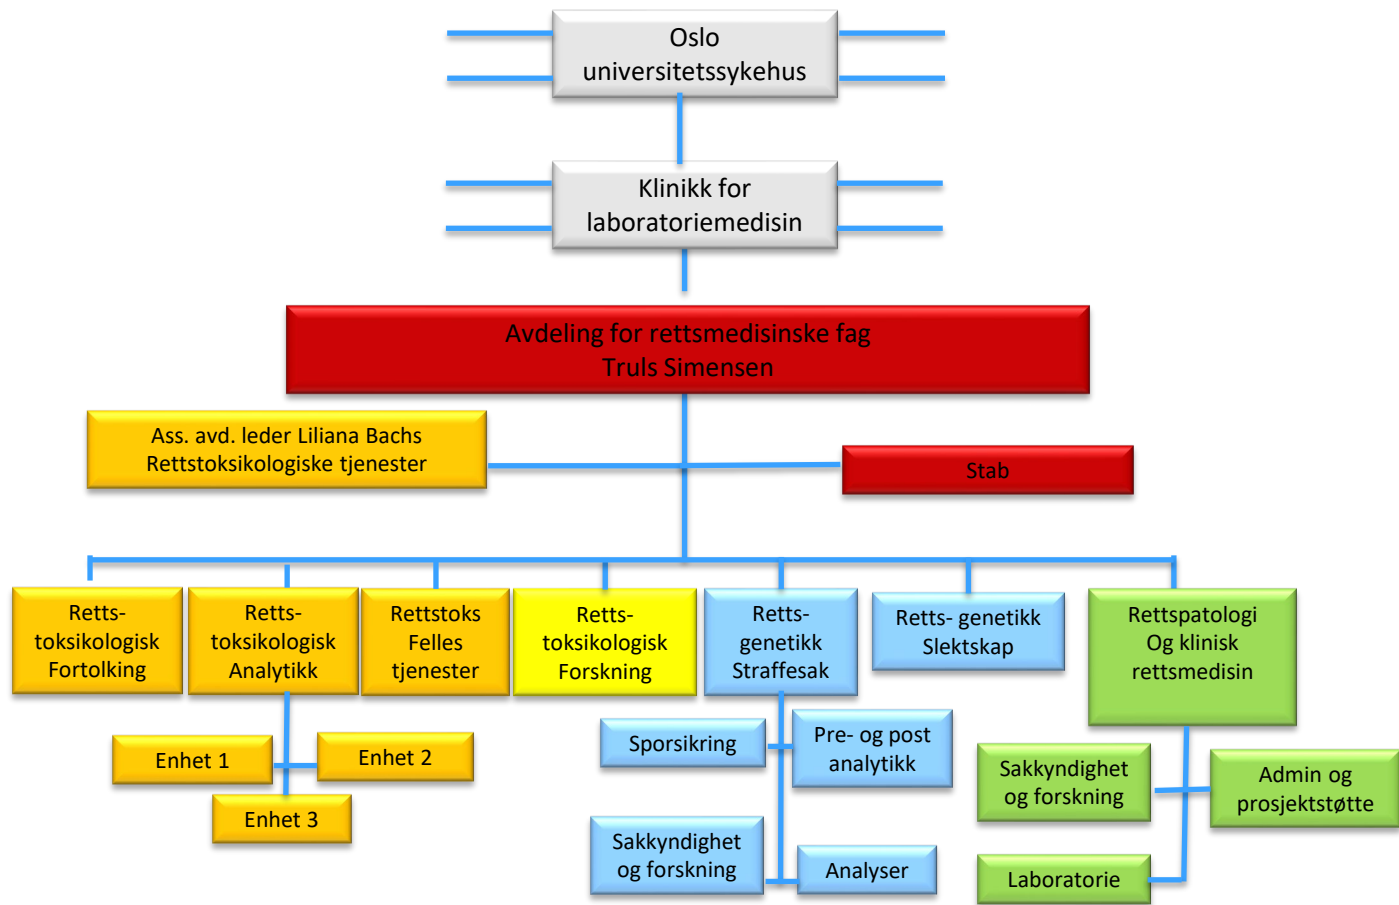 Oslo
universitetssykehus
Klinikk for
laboratoriemedisin
Avdeling for rettsmedisinske fag
Truls Simensen
Ass. avd. leder Liliana Bachs
Rettstoksikologiske tjenester
Stab
Retts-
toksikologisk
Fortolking
Retts-
toksikologisk
Analytikk
Rettstoks
Felles
tjenester
Retts-
toksikologisk
Forskning
Retts-
genetikk
Straffesak
Retts- genetikk
Slektskap
Rettspatologi
Og klinisk
rettsmedisin
Enhet 1
Enhet 2
Enhet 3
Sporsikring
Pre- og post
analytikk
Sakkyndighet
og forskning
Analyser
Sakkyndighet
og forskning
Admin og
prosjektstøtte
Laboratorie